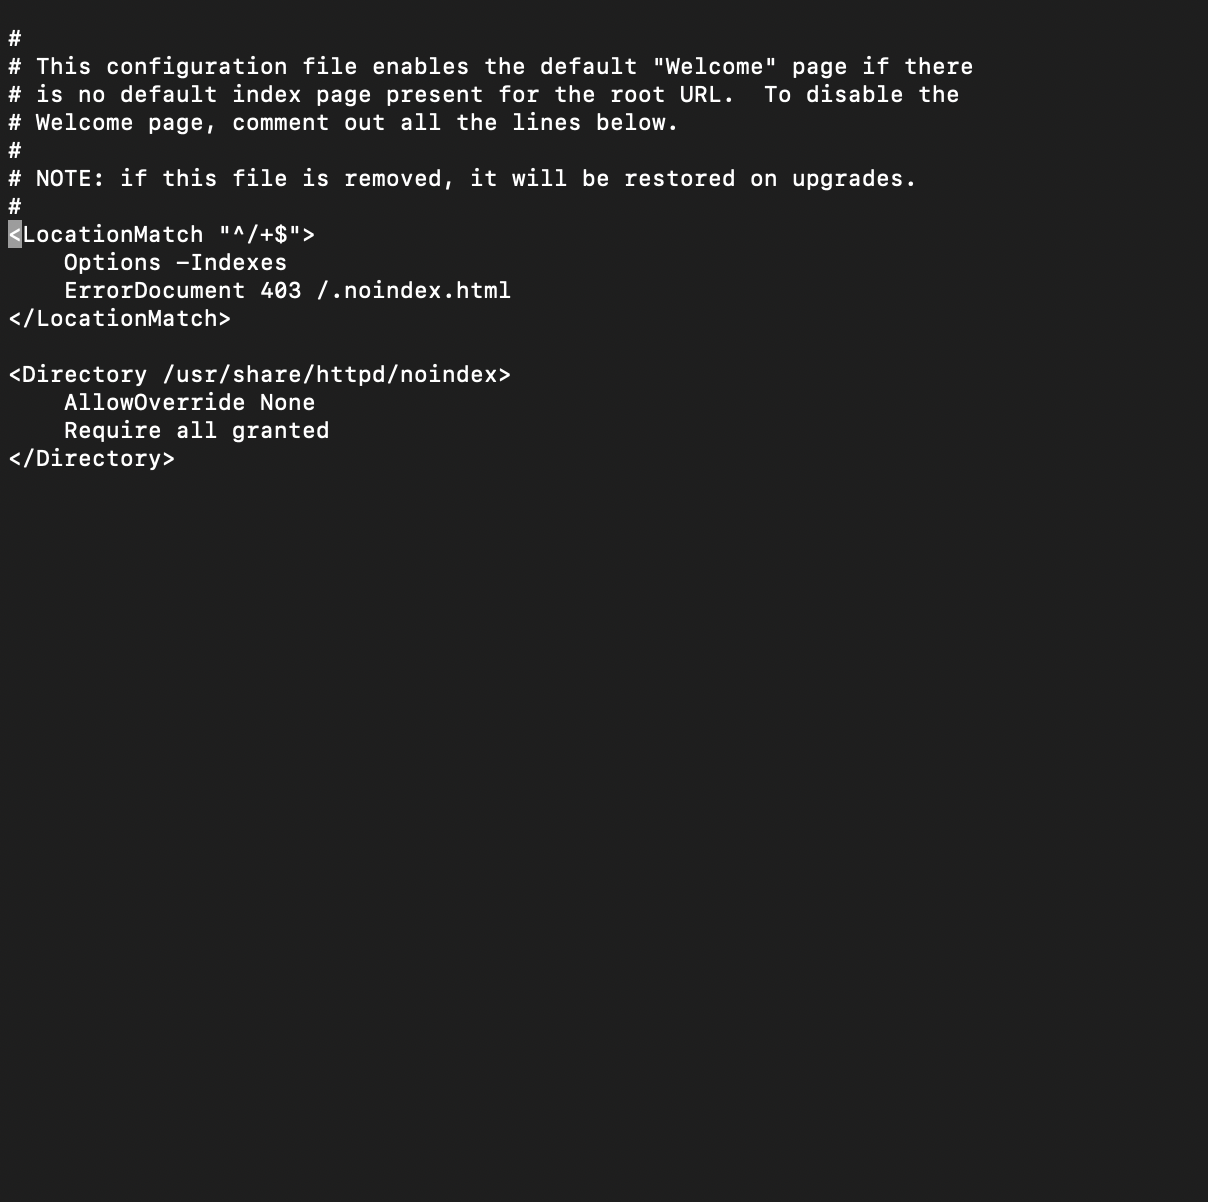 #
# This configuration file enables the default "Welcome" page if there
# is no default index page present for the root URL.  To disable the
# Welcome page, comment out all the lines below.
#
# NOTE: if this file is removed, it will be restored on upgrades.
#
<LocationMatch "^/+$">
    Options -Indexes
    ErrorDocument 403 /.noindex.html
</LocationMatch>

<Directory /usr/share/httpd/noindex>
    AllowOverride None
    Require all granted
</Directory>